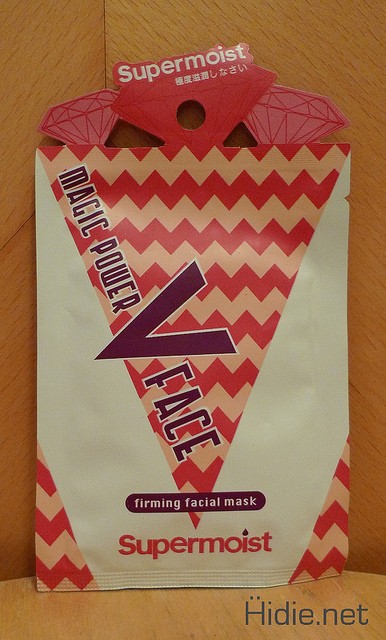 Supermoist
極度滋潤しなさい
MAGIC POWER
V
FACE
firming facial mask
Supermoist
Hidie.net